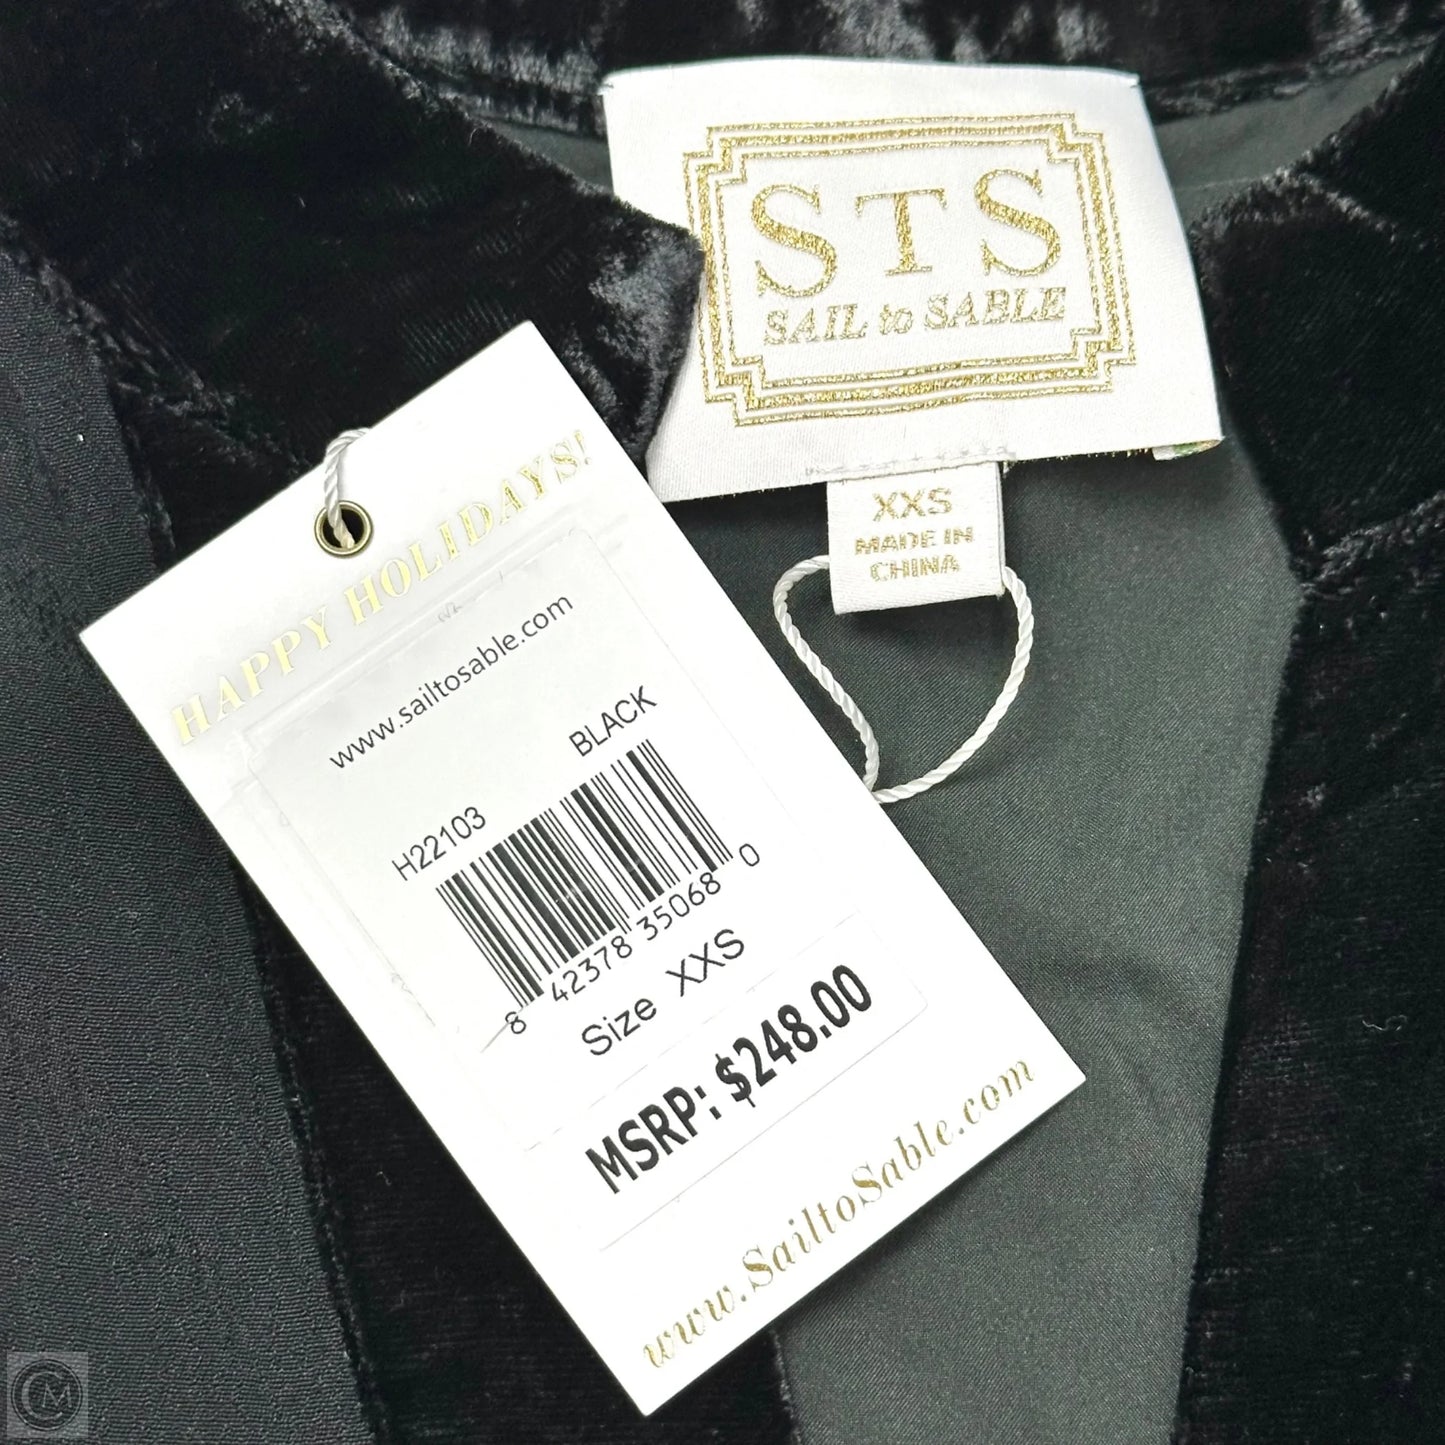 STS
SAIL to SABLE
XXS
MADE IN
CHINA
HAPPY HOLIDAYS!
www.sailtosable.com
H22103 BLACK
8 42378 35068 0
Size XXS
MSRP: $248.00
www.SailtoSable.com
CM